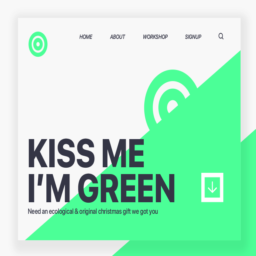 HOME ABOUT WORKSHOP SIGNUP
KISS ME
I'M GREEN
Need an ecological & original christmas gift we got you